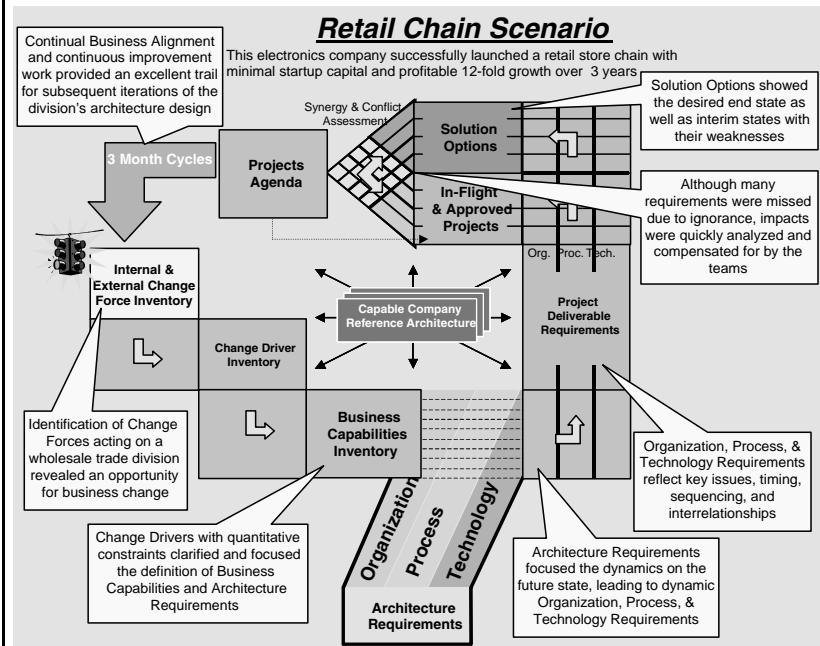 Retail Chain Scenario
This electronics company successfully launched a retail store chain with
minimal startup capital and profitable 12-fold growth over 3 years
Continual Business Alignment
and continuous improvement
work provided an excellent trail
for subsequent iterations of the
division's architecture design
Synergy & Conflict
Assessment
Solution Options showed
the desired end state as
well as interim states with
their weaknesses
3 Month Cycles
Projects
Agenda
Solution
Options
In-Flight
& Approved
Projects
Although many
requirements were missed
due to ignorance, impacts
were quickly analyzed and
compensated for by the
teams
Org. Proc. Tech.
Internal &
External Change
Force Inventory
Capable Company
Reference Architecture
Project
Deliverable
Requirements
Change Driver
Inventory
Business
Capabilities
Inventory
Identification of Change
Forces acting on a
wholesale trade division
revealed an opportunity
for business change
Organization, Process, &
Technology Requirements
reflect key issues, timing,
sequencing, and
interrelationships
Organization
Process
Technology
Change Drivers with quantitative
constraints clarified and focused
the definition of Business
Capabilities and Architecture
Requirements
Architecture Requirements
focused the dynamics on the
future state, leading to dynamic
Organization, Process, &
Technology Requirements
Architecture
Requirements